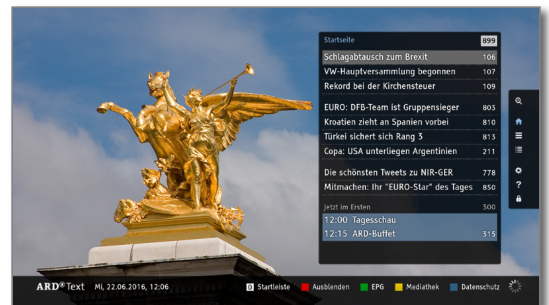 Startseite 899
Schlagabtausch zum Brexit 106
VW-Hauptversammlung begonnen 107
Rekord bei der Kirchensteuer 109
EURO: DFB-Team ist Gruppensieger 803
Kroatien zieht an Spanien vorbei 810
Türkei sichert sich Rang 3 813
Copa: USA unterliegen Argentinien 211
Die schönsten Tweets zu NIR-GER 778
Mitmachen: Ihr "EURO-Star" des Tages 850
Jetzt im Ersten 300
12:00 Tagesschau
12:15 ARD-Buffet 315
?
ARD Text Mi, 22.06.2016, 12:06 0 Startleiste Ausblenden EPG Mediathek Datenschutz